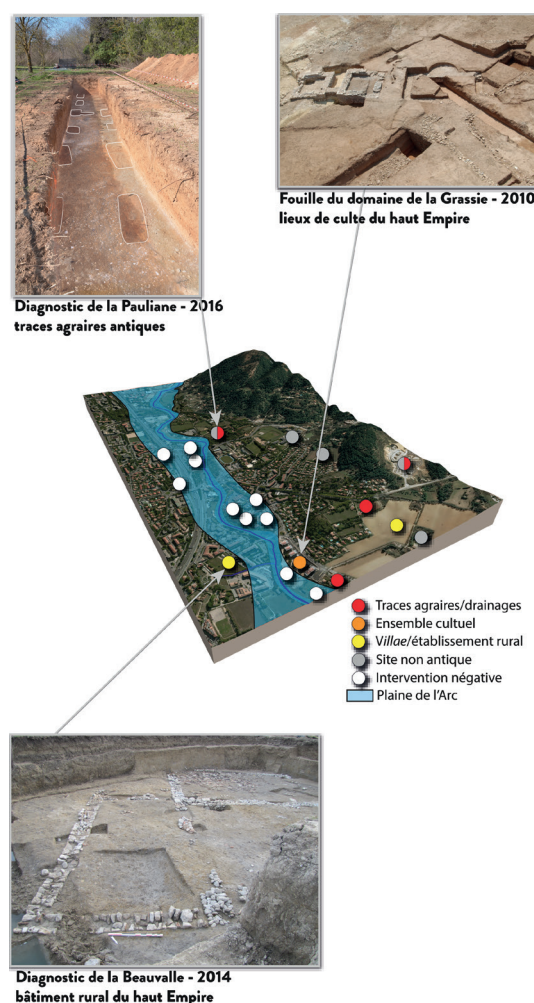 Diagnostic de la Pauliane - 2016
traces agraires antiques
Fouille du domaine de la Grassie - 2010
lieux de culte du haut Empire
Traces agraires/drainages
Ensemble cultuel
Villae/établissement rural
Site non antique
Intervention négative
Plaine de l'Arc
Diagnostic de la Beauvalle - 2014
bâtiment rural du haut Empire